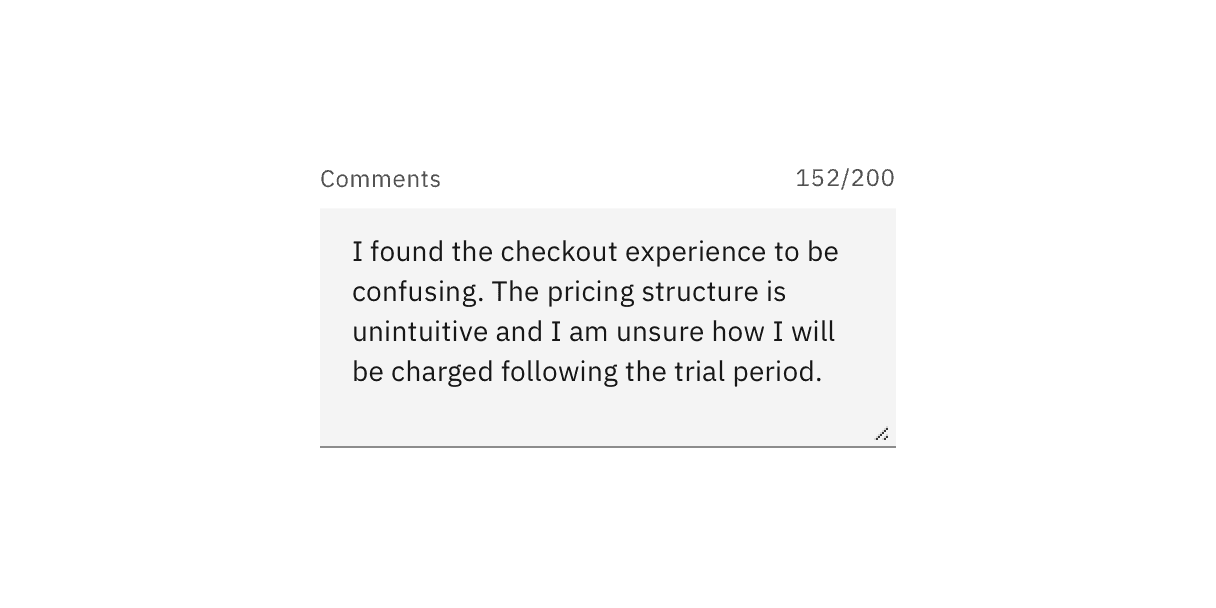 Comments 152/200
I found the checkout experience to be
confusing. The pricing structure is
unintuitive and I am unsure how I will
be charged following the trial period.